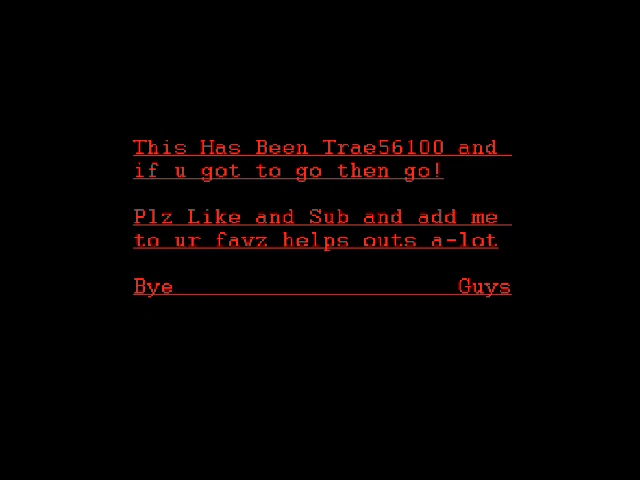 This Has Been Trae56100 and
if u got to go then go!
Plz Like and Sub and add me
to ur favz helps outs a-lot
Bye Guys